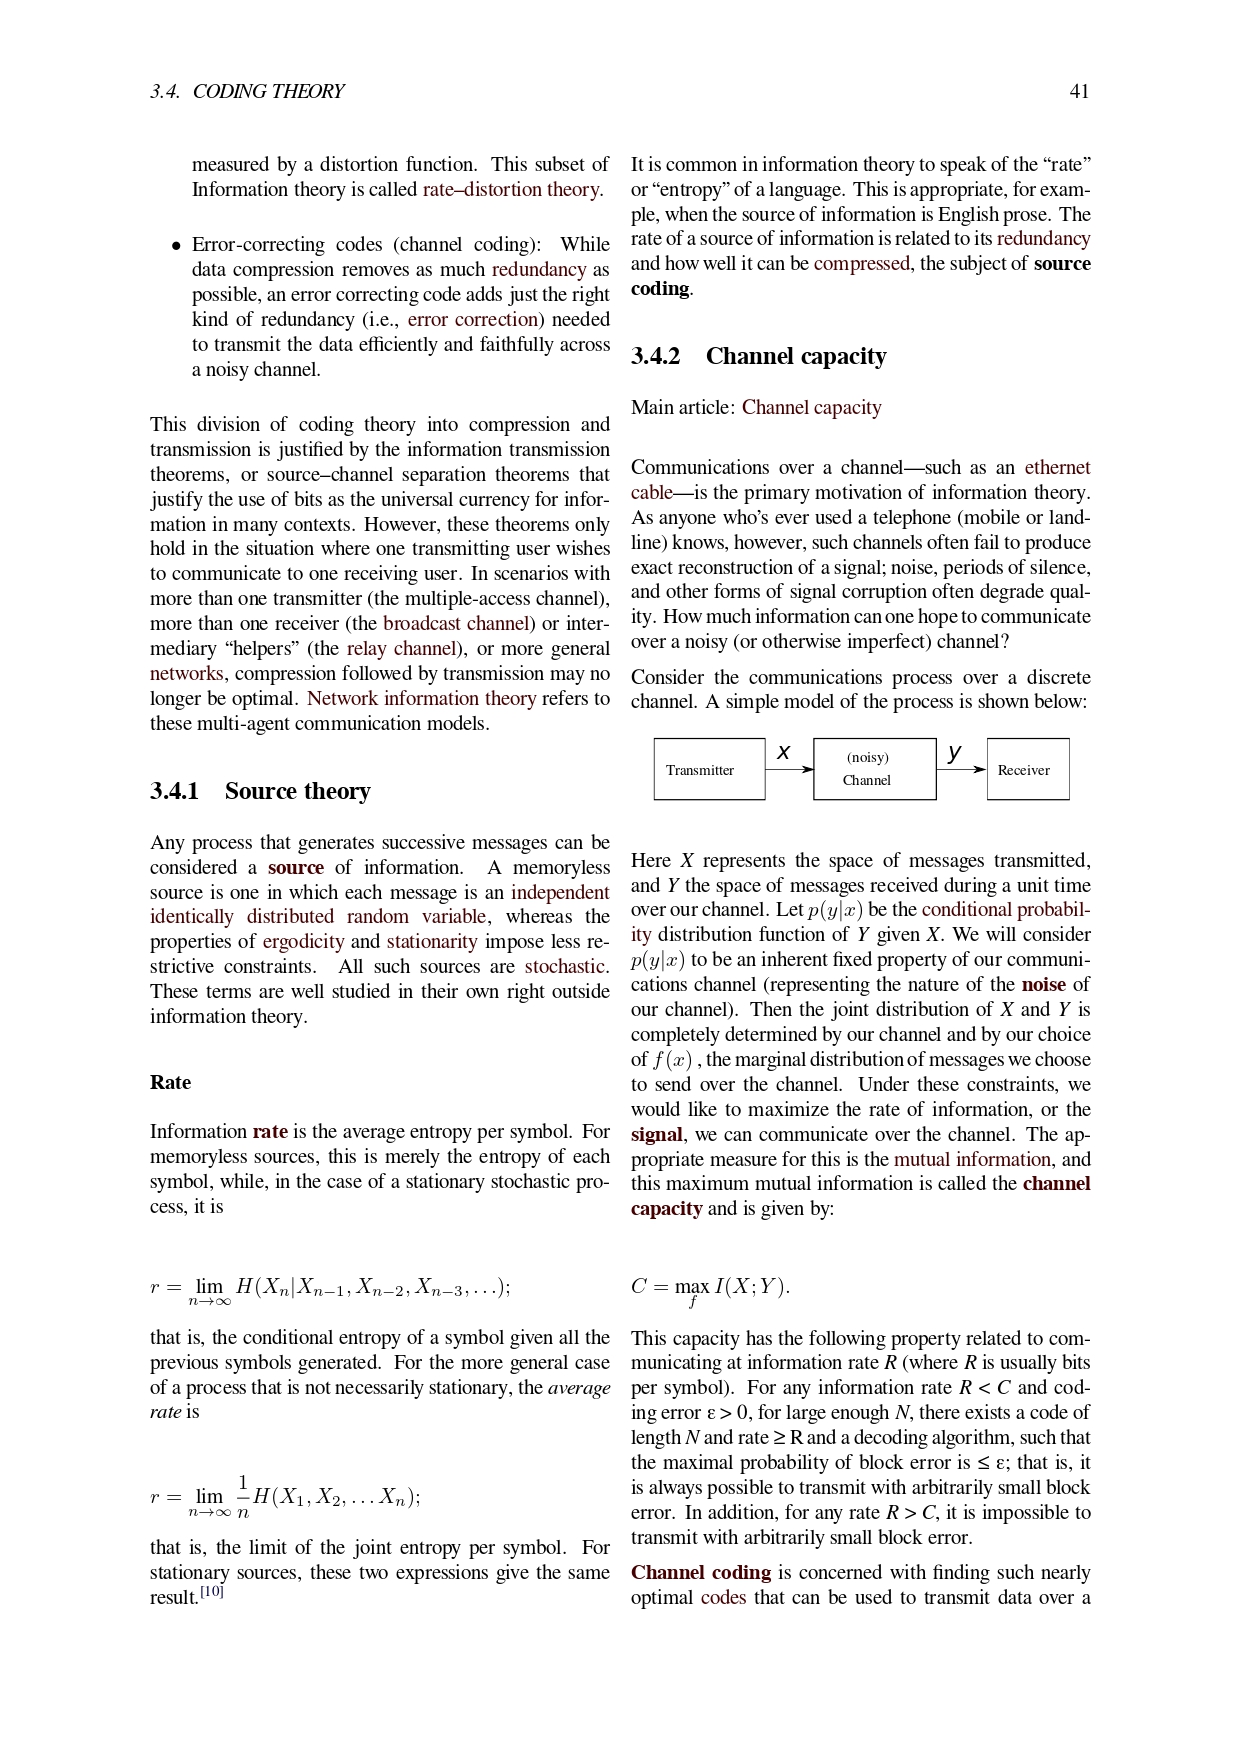 3.4. CODING THEORY 41
measured by a distortion function. This subset of
Information theory is called rate–distortion theory.
• Error-correcting codes (channel coding): While
data compression removes as much redundancy as
possible, an error correcting code adds just the right
kind of redundancy (i.e., error correction) needed
to transmit the data efficiently and faithfully across
a noisy channel.
This division of coding theory into compression and
transmission is justified by the information transmission
theorems, or source–channel separation theorems that
justify the use of bits as the universal currency for infor-
mation in many contexts. However, these theorems only
hold in the situation where one transmitting user wishes
to communicate to one receiving user. In scenarios with
more than one transmitter (the multiple-access channel),
more than one receiver (the broadcast channel) or inter-
mediary “helpers” (the relay channel), or more general
networks, compression followed by transmission may no
longer be optimal. Network information theory refers to
these multi-agent communication models.
3.4.1 Source theory
Any process that generates successive messages can be
considered a source of information. A memoryless
source is one in which each message is an independent
identically distributed random variable, whereas the
properties of ergodicity and stationarity impose less re-
strictive constraints. All such sources are stochastic.
These terms are well studied in their own right outside
information theory.
Rate
Information rate is the average entropy per symbol. For
memoryless sources, this is merely the entropy of each
symbol, while, in the case of a stationary stochastic pro-
cess, it is
r = lim n→∞ H(Xn|Xn−1, Xn−2, Xn−3, . . .);
that is, the conditional entropy of a symbol given all the
previous symbols generated. For the more general case
of a process that is not necessarily stationary, the average
rate is
r = lim n→∞ 1/n H(X1, X2, . . . Xn);
that is, the limit of the joint entropy per symbol. For
stationary sources, these two expressions give the same
result.[10]
It is common in information theory to speak of the “rate”
or “entropy” of a language. This is appropriate, for exam-
ple, when the source of information is English prose. The
rate of a source of information is related to its redundancy
and how well it can be compressed, the subject of source
coding.
3.4.2 Channel capacity
Main article: Channel capacity
Communications over a channel—such as an ethernet
cable—is the primary motivation of information theory.
As anyone who’s ever used a telephone (mobile or land-
line) knows, however, such channels often fail to produce
exact reconstruction of a signal; noise, periods of silence,
and other forms of signal corruption often degrade qual-
ity. How much information can one hope to communicate
over a noisy (or otherwise imperfect) channel?
Consider the communications process over a discrete
channel. A simple model of the process is shown below:
Transmitter x (noisy) Channel y Receiver
Here X represents the space of messages transmitted,
and Y the space of messages received during a unit time
over our channel. Let p(y|x) be the conditional probabil-
ity distribution function of Y given X. We will consider
p(y|x) to be an inherent fixed property of our communi-
cations channel (representing the nature of the noise of
our channel). Then the joint distribution of X and Y is
completely determined by our channel and by our choice
of f(x) , the marginal distribution of messages we choose
to send over the channel. Under these constraints, we
would like to maximize the rate of information, or the
signal, we can communicate over the channel. The ap-
propriate measure for this is the mutual information, and
this maximum mutual information is called the channel
capacity and is given by:
C = max f I(X; Y).
This capacity has the following property related to com-
municating at information rate R (where R is usually bits
per symbol). For any information rate R < C and cod-
ing error ε > 0, for large enough N, there exists a code of
length N and rate ≥ R and a decoding algorithm, such that
the maximal probability of block error is ≤ ε; that is, it
is always possible to transmit with arbitrarily small block
error. In addition, for any rate R > C, it is impossible to
transmit with arbitrarily small block error.
Channel coding is concerned with finding such nearly
optimal codes that can be used to transmit data over a